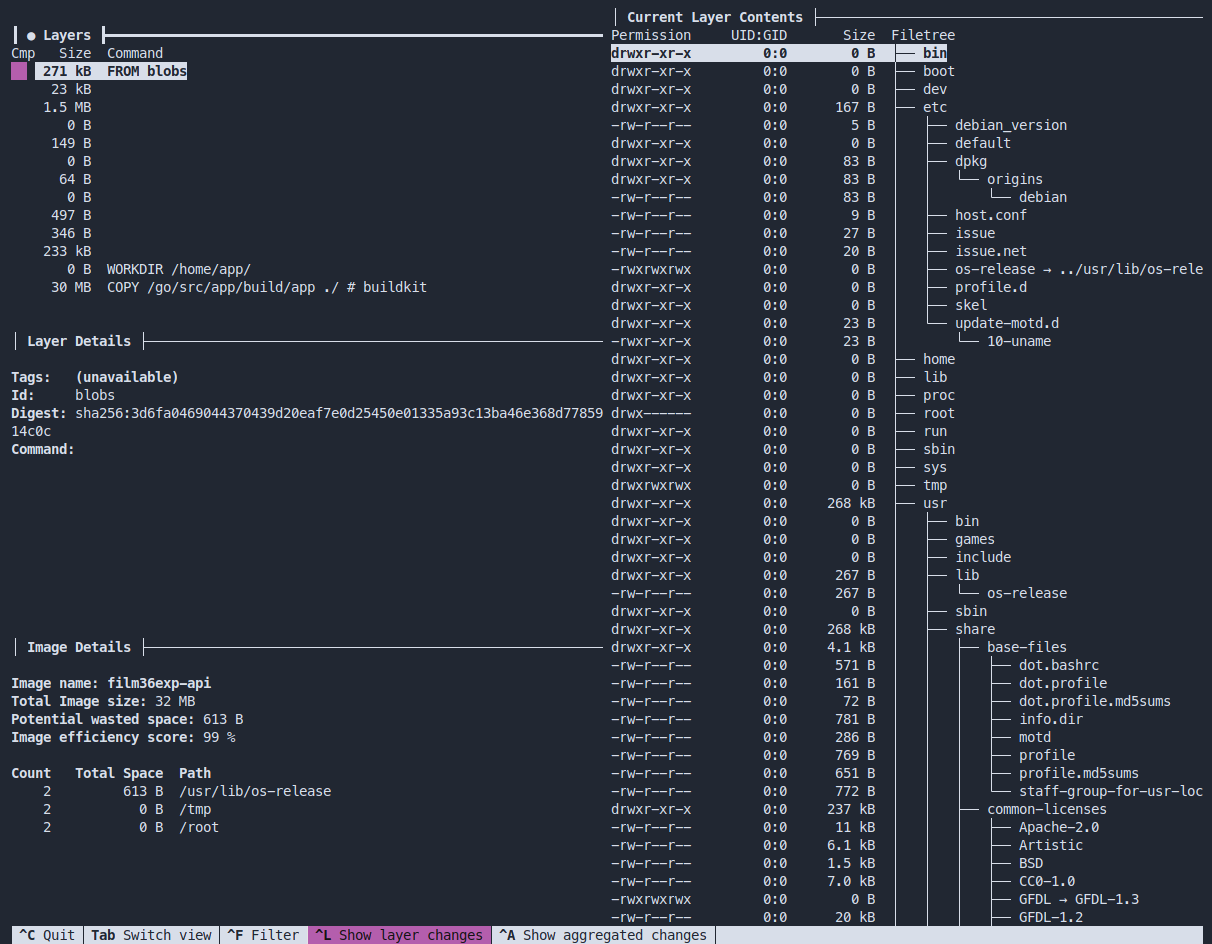 ● Layers
Cmp Size Command
271 kB FROM blobs
23 kB
1.5 MB
0 B
149 B
0 B
64 B
0 B
497 B
346 B
233 kB
0 B WORKDIR /home/app/
30 MB COPY /go/src/app/build/app ./ # buildkit
Layer Details
Tags: (unavailable)
Id: blobs
Digest: sha256:3d6fa0469044370439d20eaf7e0d25450e01335a93c13ba46e368d77859
14c0c
Command:
Image Details
Image name: film36exp-api
Total Image size: 32 MB
Potential wasted space: 613 B
Image efficiency score: 99 %
Count Total Space Path
2 613 B /usr/lib/os-release
2 0 B /tmp
2 0 B /root
Current Layer Contents
Permission UID:GID Size Filetree
drwxr-xr-x 0:0 0 B ├── bin
drwxr-xr-x 0:0 0 B ├── boot
drwxr-xr-x 0:0 0 B ├── dev
drwxr-xr-x 0:0 167 B ├── etc
-rw-r--r-- 0:0 5 B │ ├── debian_version
drwxr-xr-x 0:0 0 B │ ├── default
drwxr-xr-x 0:0 83 B │ ├── dpkg
drwxr-xr-x 0:0 83 B │ │ └── origins
-rw-r--r-- 0:0 83 B │ │ └── debian
-rw-r--r-- 0:0 9 B │ ├── host.conf
-rw-r--r-- 0:0 27 B │ ├── issue
-rw-r--r-- 0:0 20 B │ ├── issue.net
-rwxrwxrwx 0:0 0 B │ ├── os-release → ../usr/lib/os-rele
drwxr-xr-x 0:0 0 B │ ├── profile.d
drwxr-xr-x 0:0 0 B │ ├── skel
drwxr-xr-x 0:0 23 B │ └── update-motd.d
-rwxr-xr-x 0:0 23 B │ └── 10-uname
drwxr-xr-x 0:0 0 B ├── home
drwxr-xr-x 0:0 0 B ├── lib
drwxr-xr-x 0:0 0 B ├── proc
drwx------ 0:0 0 B ├── root
drwxr-xr-x 0:0 0 B ├── run
drwxr-xr-x 0:0 0 B ├── sbin
drwxr-xr-x 0:0 0 B ├── sys
drwxrwxrwx 0:0 0 B ├── tmp
drwxr-xr-x 0:0 268 kB ├── usr
drwxr-xr-x 0:0 0 B │ ├── bin
drwxr-xr-x 0:0 0 B │ ├── games
drwxr-xr-x 0:0 0 B │ ├── include
drwxr-xr-x 0:0 267 B │ ├── lib
-rw-r--r-- 0:0 267 B │ │ └── os-release
drwxr-xr-x 0:0 0 B │ ├── sbin
drwxr-xr-x 0:0 268 kB │ ├── share
drwxr-xr-x 0:0 4.1 kB │ │ ├── base-files
-rw-r--r-- 0:0 571 B │ │ │ ├── dot.bashrc
-rw-r--r-- 0:0 161 B │ │ │ ├── dot.profile
-rw-r--r-- 0:0 72 B │ │ │ ├── dot.profile.md5sums
-rw-r--r-- 0:0 781 B │ │ │ ├── info.dir
-rw-r--r-- 0:0 286 B │ │ │ ├── motd
-rw-r--r-- 0:0 769 B │ │ │ ├── profile
-rw-r--r-- 0:0 651 B │ │ │ ├── profile.md5sums
-rw-r--r-- 0:0 772 B │ │ │ └── staff-group-for-usr-loc
drwxr-xr-x 0:0 237 kB │ │ ├── common-licenses
-rw-r--r-- 0:0 11 kB │ │ │ ├── Apache-2.0
-rw-r--r-- 0:0 6.1 kB │ │ │ ├── Artistic
-rw-r--r-- 0:0 1.5 kB │ │ │ ├── BSD
-rw-r--r-- 0:0 7.0 kB │ │ │ ├── CC0-1.0
-rwxrwxrwx 0:0 0 B │ │ │ ├── GFDL → GFDL-1.3
-rw-r--r-- 0:0 20 kB │ │ │ ├── GFDL-1.2
^C Quit Tab Switch view ^F Filter ^L Show layer changes ^A Show aggregated changes